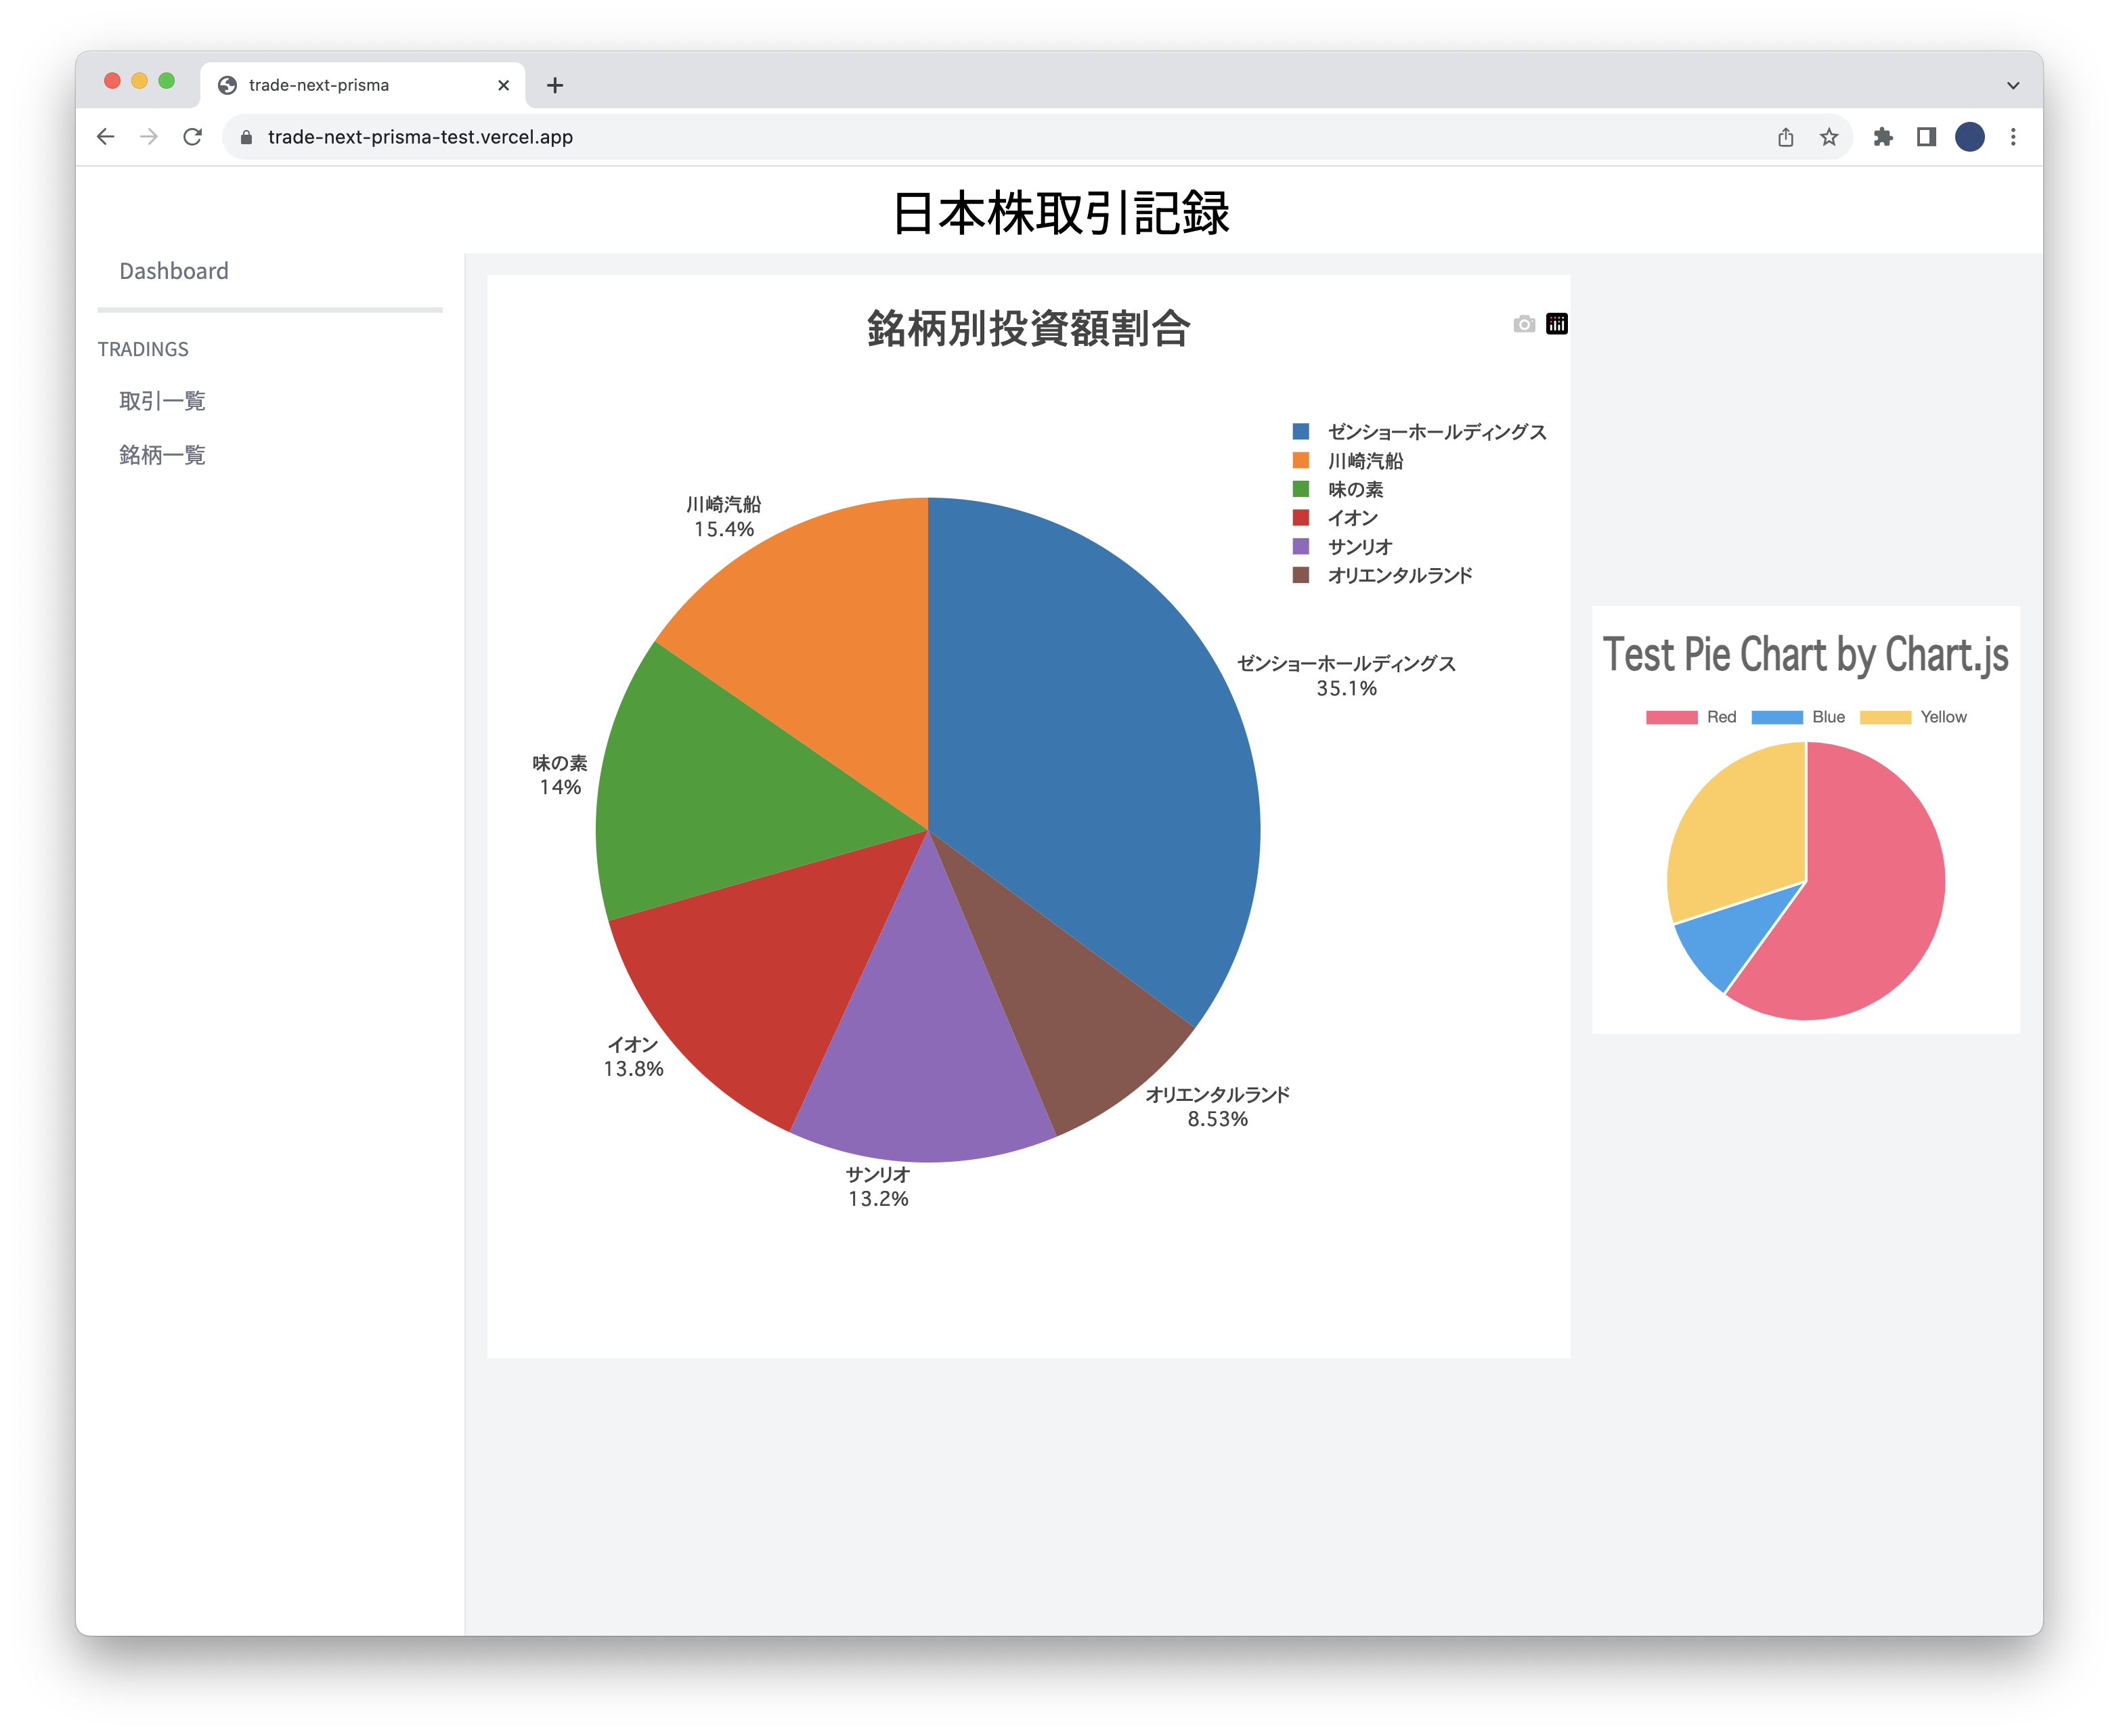 trade-next-prisma
trade-next-prisma-test.vercel.app
日本株取引記録
Dashboard
TRADINGS
取引一覧
銘柄一覧
銘柄別投資額割合
ゼンショーホールディングス
川崎汽船
味の素
イオン
サンリオ
オリエンタルランド
川崎汽船
15.4%
ゼンショーホールディングス
35.1%
味の素
14%
イオン
13.8%
オリエンタルランド
8.53%
サンリオ
13.2%
Test Pie Chart by Chart.js
Red Blue Yellow